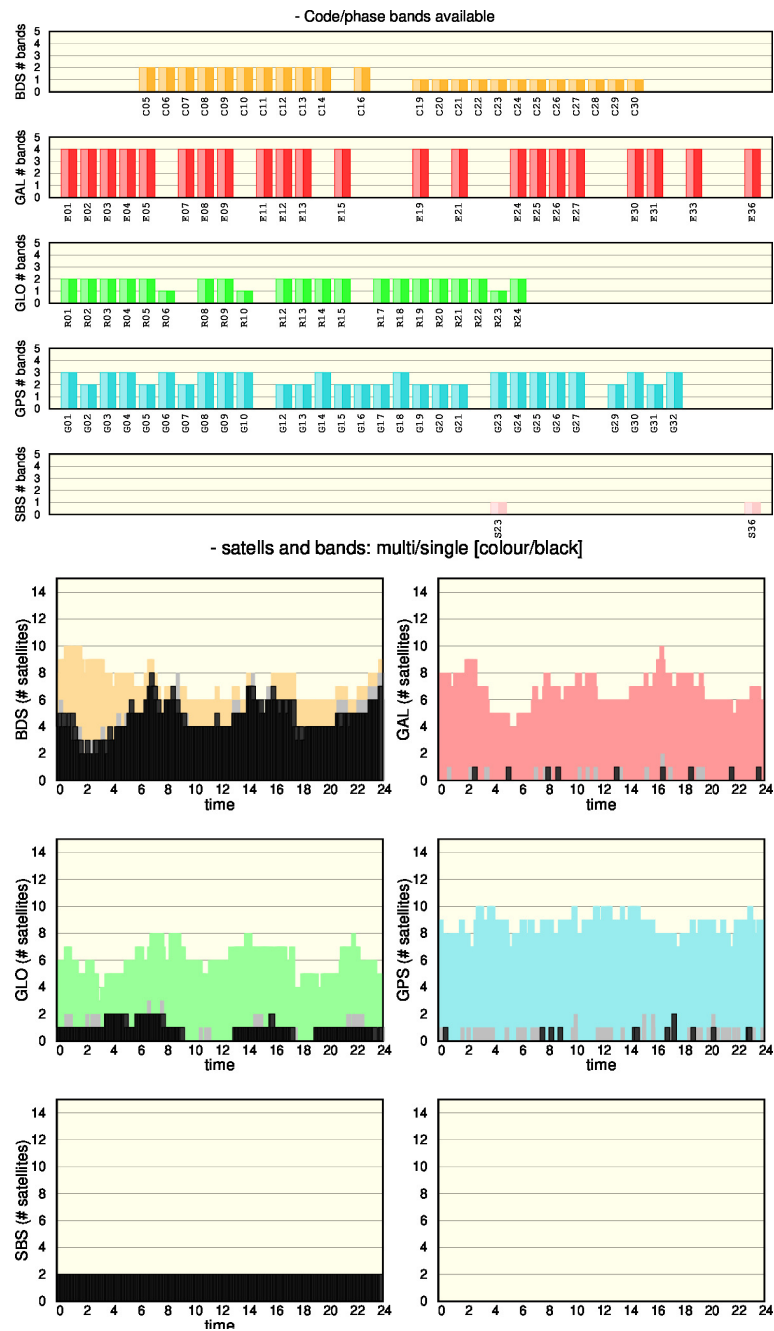 - Code/phase bands available
BDS # bands
5
4
3
2
1
0
C05 C06 C07 C08 C09 C10 C11 C12 C13 C14 C16 C19 C20 C21 C22 C23 C24 C25 C26 C27 C28 C29 C30
GAL # bands
5
4
3
2
1
0
E01 E02 E03 E04 E05 E07 E08 E09 E11 E12 E13 E15 E19 E21 E24 E25 E26 E27 E30 E31 E33 E36
GLO # bands
5
4
3
2
1
0
R01 R02 R03 R04 R05 R06 R08 R09 R10 R12 R13 R14 R15 R17 R18 R19 R20 R21 R22 R23 R24
GPS # bands
5
4
3
2
1
0
G01 G02 G03 G04 G05 G06 G07 G08 G09 G10 G12 G13 G14 G15 G16 G17 G18 G19 G20 G21 G23 G24 G25 G26 G27 G29 G30 G31 G32
SBS # bands
5
4
3
2
1
0
S23 S36
- satells and bands: multi/single [colour/black]
BDS (# satellites)
14
12
10
8
6
4
2
0
0 2 4 6 8 10 12 14 16 18 20 22 24
time
GAL (# satellites)
14
12
10
8
6
4
2
0
0 2 4 6 8 10 12 14 16 18 20 22 24
time
GLO (# satellites)
14
12
10
8
6
4
2
0
0 2 4 6 8 10 12 14 16 18 20 22 24
time
GPS (# satellites)
14
12
10
8
6
4
2
0
0 2 4 6 8 10 12 14 16 18 20 22 24
time
SBS (# satellites)
14
12
10
8
6
4
2
0
0 2 4 6 8 10 12 14 16 18 20 22 24
time
14
12
10
8
6
4
2
0
0 2 4 6 8 10 12 14 16 18 20 22 24